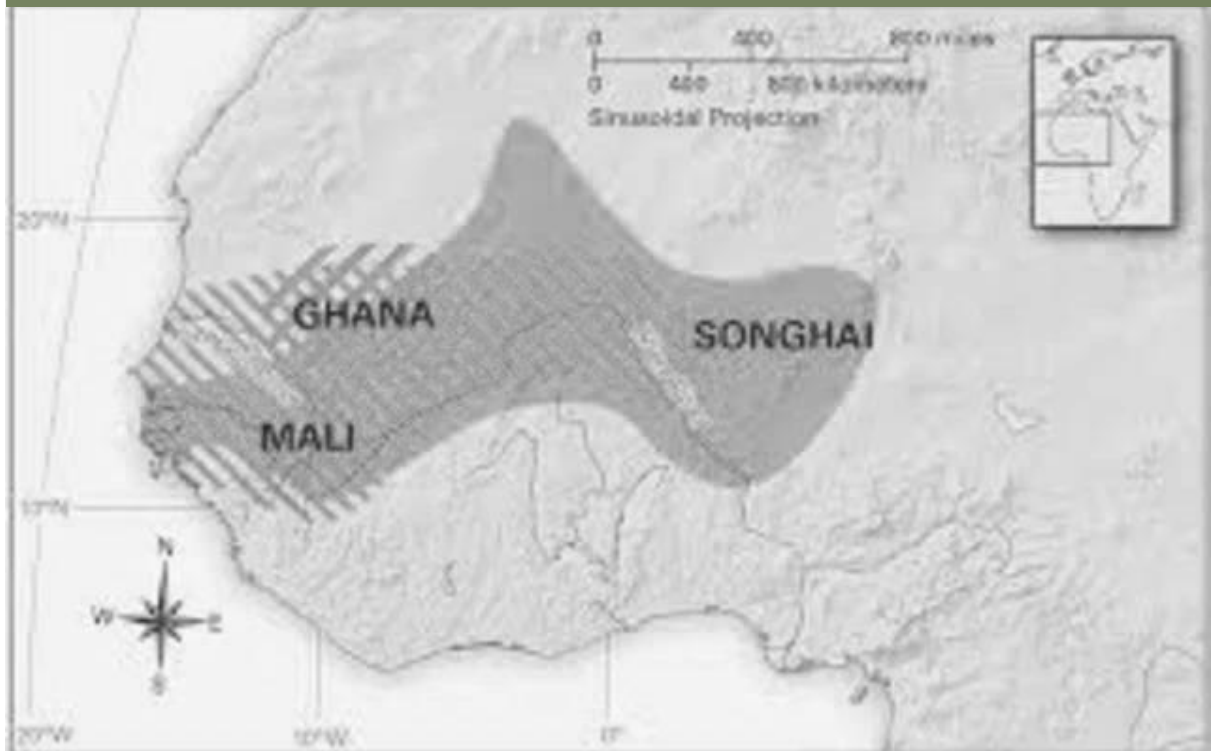 0 400 800 miles
0 400 800 kilometers
Sinusoidal Projection
20°N
GHANA
SONGHAI
MALI
10°N
N
W E
S
20°W 10°W 0°